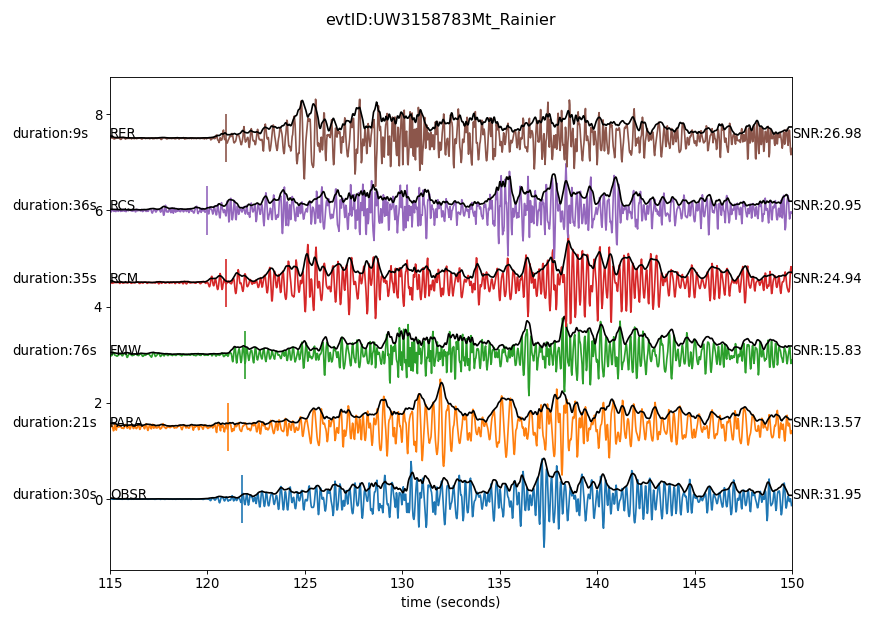 evtID:UW3158783Mt_Rainier
8
duration:9s RER SNR:26.98
duration:36s RCS SNR:20.95
6
duration:35s RCM SNR:24.94
4
duration:76s FMW SNR:15.83
2
duration:21s PARA SNR:13.57
duration:30s OBSR SNR:31.95
0
115 120 125 130 135 140 145 150
time (seconds)